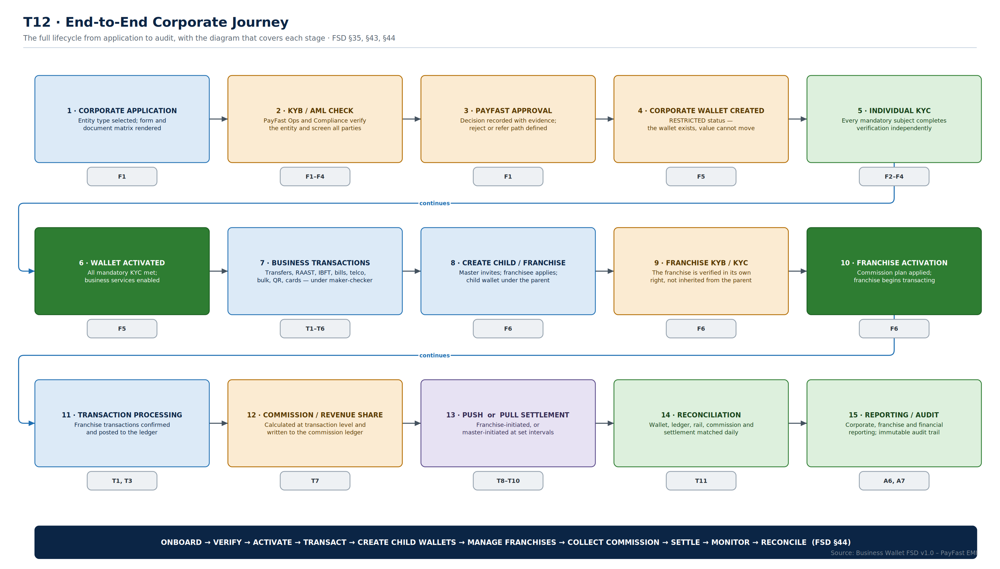 T12 · End-to-End Corporate Journey
The full lifecycle from application to audit, with the diagram that covers each stage · FSD §35, §43, §44
1 · CORPORATE APPLICATION
Entity type selected; form and
document matrix rendered
F1
2 · KYB / AML CHECK
PayFast Ops and Compliance verify
the entity and screen all parties
F1–F4
3 · PAYFAST APPROVAL
Decision recorded with evidence;
reject or refer path defined
F1
4 · CORPORATE WALLET CREATED
RESTRICTED status —
the wallet exists, value cannot move
F5
5 · INDIVIDUAL KYC
Every mandatory subject completes
verification independently
F2–F4
continues
6 · WALLET ACTIVATED
All mandatory KYC met;
business services enabled
F5
7 · BUSINESS TRANSACTIONS
Transfers, RAAST, IBFT, bills, telco,
bulk, QR, cards — under maker-checker
T1–T6
8 · CREATE CHILD / FRANCHISE
Master invites; franchisee applies;
child wallet under the parent
F6
9 · FRANCHISE KYB / KYC
The franchise is verified in its own
right, not inherited from the parent
F6
10 · FRANCHISE ACTIVATION
Commission plan applied;
franchise begins transacting
F6
continues
11 · TRANSACTION PROCESSING
Franchise transactions confirmed
and posted to the ledger
T1, T3
12 · COMMISSION / REVENUE SHARE
Calculated at transaction level and
written to the commission ledger
T7
13 · PUSH or PULL SETTLEMENT
Franchise-initiated, or
master-initiated at set intervals
T8–T10
14 · RECONCILIATION
Wallet, ledger, rail, commission and
settlement matched daily
T11
15 · REPORTING / AUDIT
Corporate, franchise and financial
reporting; immutable audit trail
A6, A7
ONBOARD → VERIFY → ACTIVATE → TRANSACT → CREATE CHILD WALLETS → MANAGE FRANCHISES → COLLECT COMMISSION → SETTLE → MONITOR → RECONCILE (FSD §44)
Source: Business Wallet FSD v1.0 – PayFast EMI